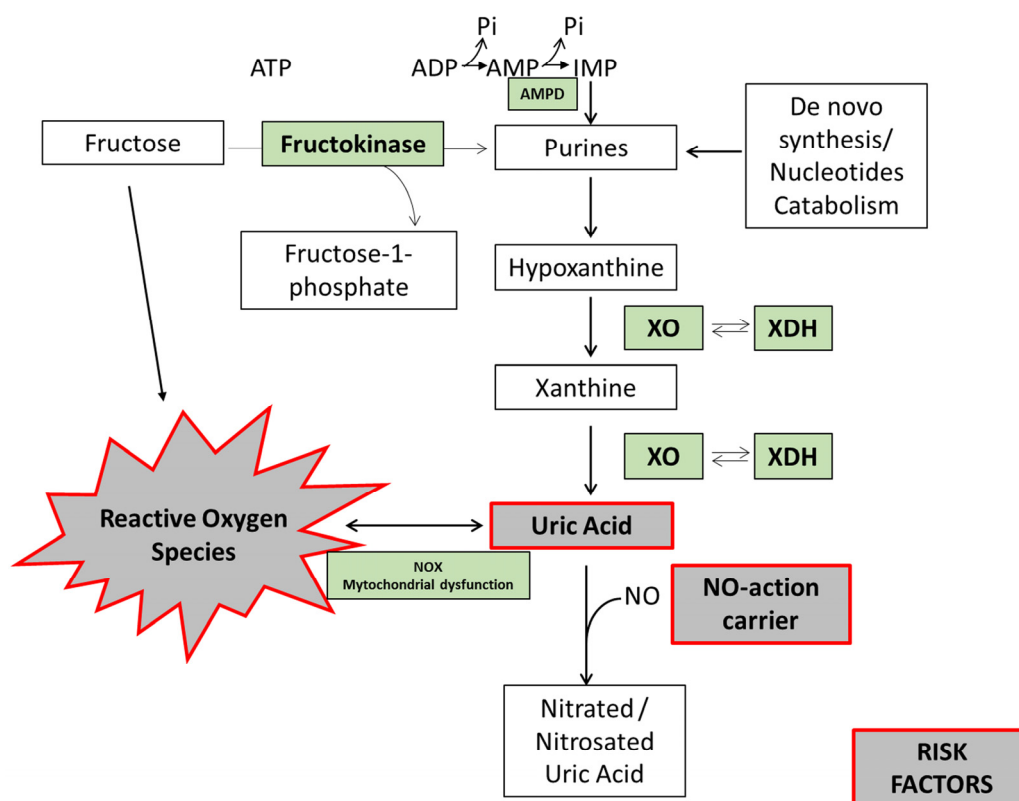 Pi Pi
ATP ADP AMP IMP
AMPD
Fructose
Fructokinase
Purines
De novo
synthesis/
Nucleotides
Catabolism
Fructose-1-
phosphate
Hypoxanthine
XO XDH
Xanthine
XO XDH
Reactive Oxygen
Species
Uric Acid
NOX
Mytochondrial dysfunction
NO
NO-action
carrier
Nitrated /
Nitrosated
Uric Acid
RISK
FACTORS